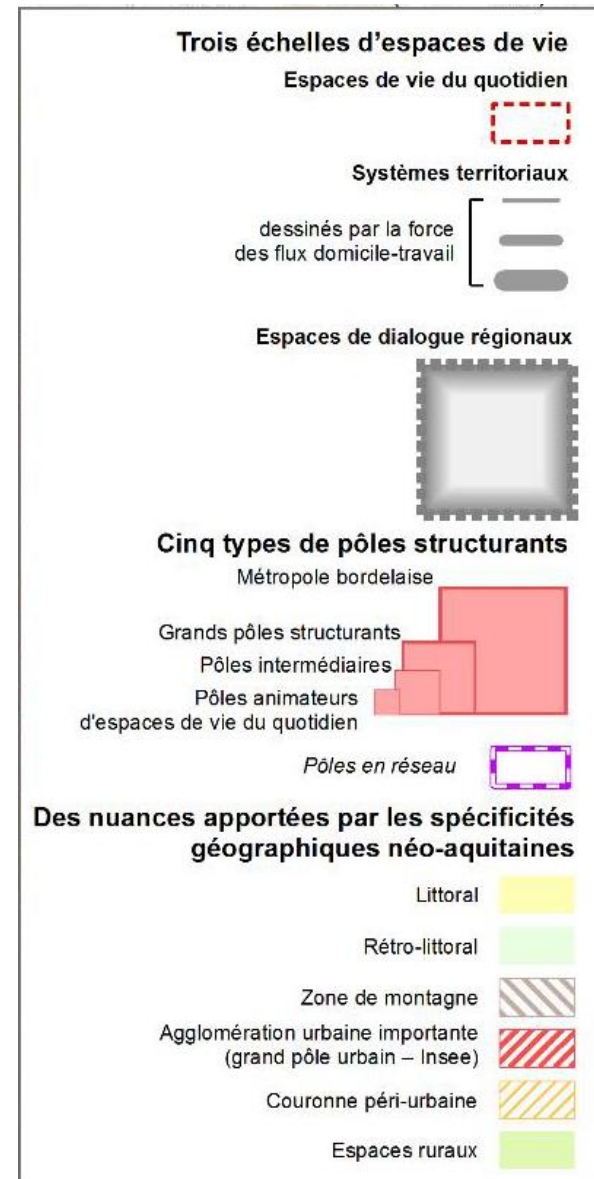 Trois échelles d'espaces de vie
Espaces de vie du quotidien
Systèmes territoriaux
dessinés par la force
des flux domicile-travail
Espaces de dialogue régionaux
Cinq types de pôles structurants
Métropole bordelaise
Grands pôles structurants
Pôles intermédiaires
Pôles animateurs
d'espaces de vie du quotidien
Pôles en réseau
Des nuances apportées par les spécificités
géographiques néo-aquitaines
Littoral
Rétro-littoral
Zone de montagne
Agglomération urbaine importante
(grand pôle urbain – Insee)
Couronne péri-urbaine
Espaces ruraux